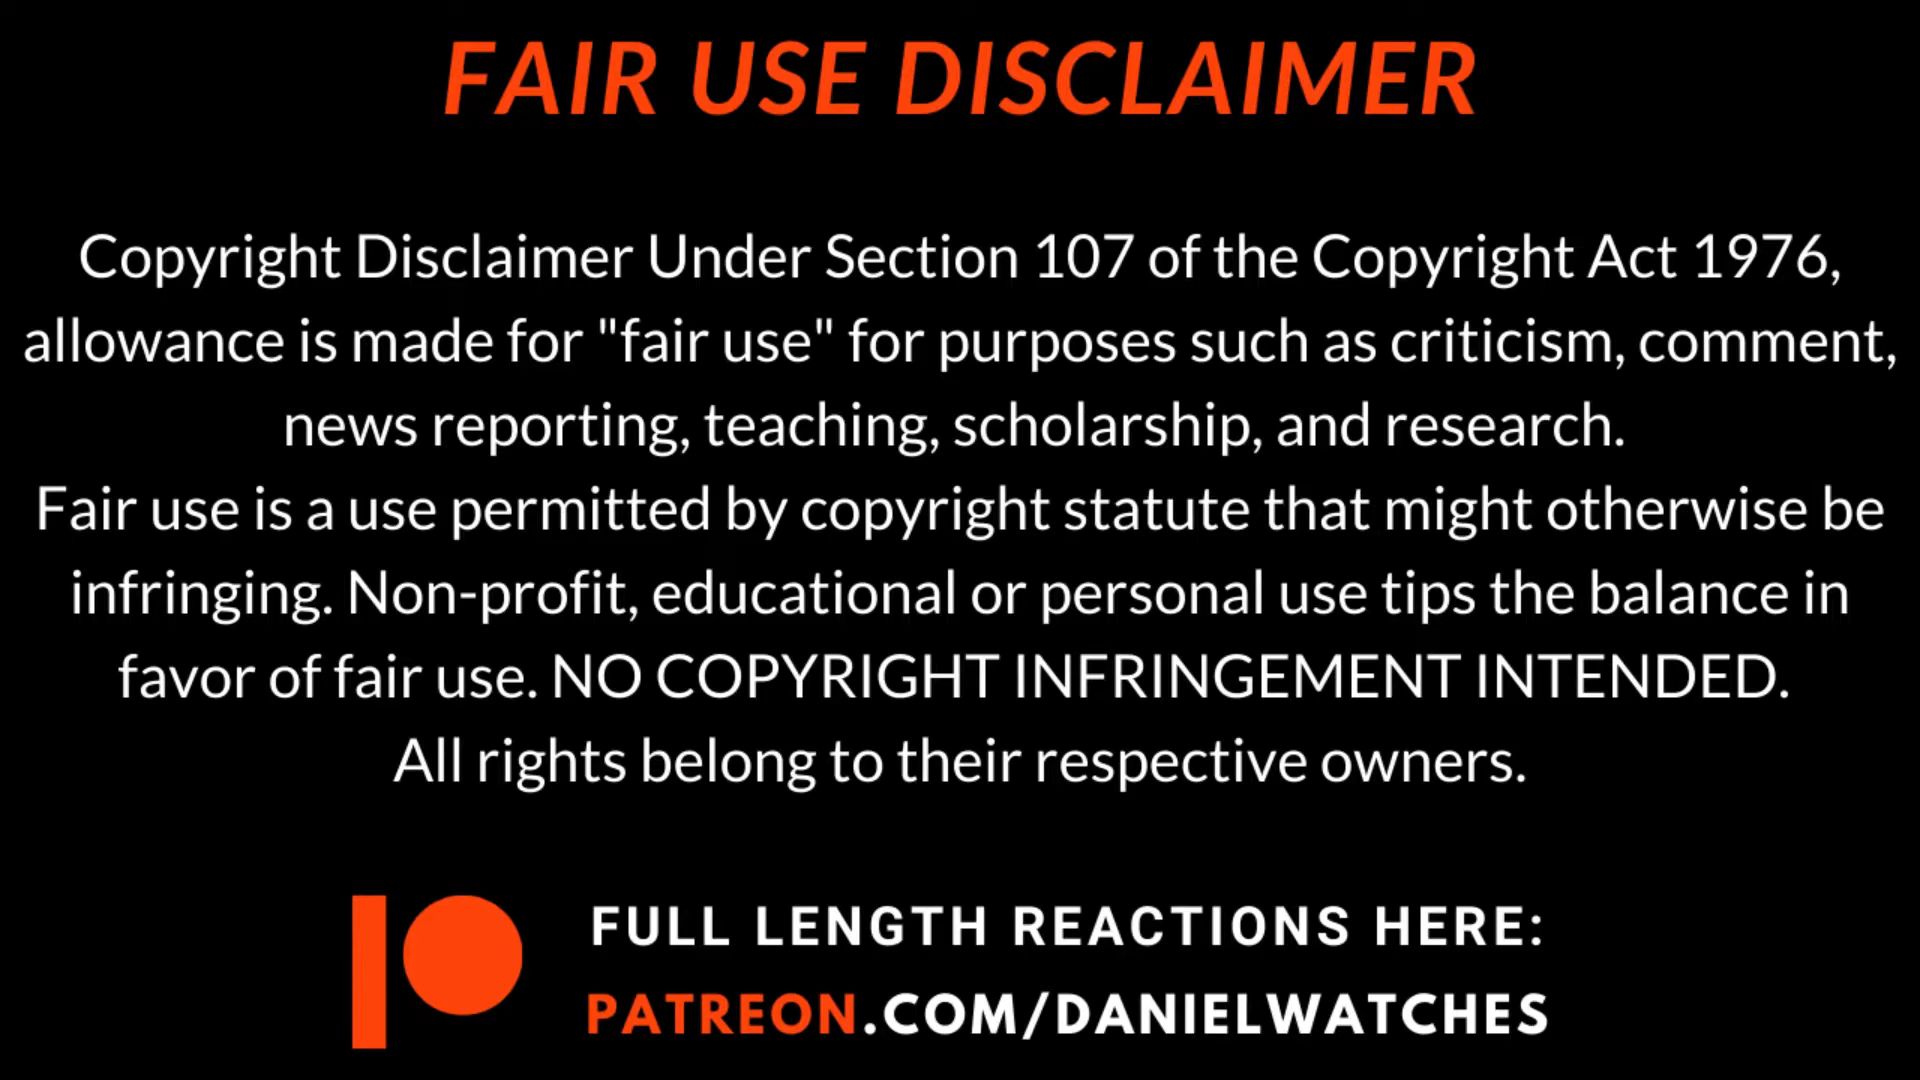 FAIR USE DISCLAIMER
Copyright Disclaimer Under Section 107 of the Copyright Act 1976,
allowance is made for "fair use" for purposes such as criticism, comment,
news reporting, teaching, scholarship, and research.
Fair use is a use permitted by copyright statute that might otherwise be
infringing. Non-profit, educational or personal use tips the balance in
favor of fair use. NO COPYRIGHT INFRINGEMENT INTENDED.
All rights belong to their respective owners.
FULL LENGTH REACTIONS HERE:
PATREON.COM/DANIELWATCHES